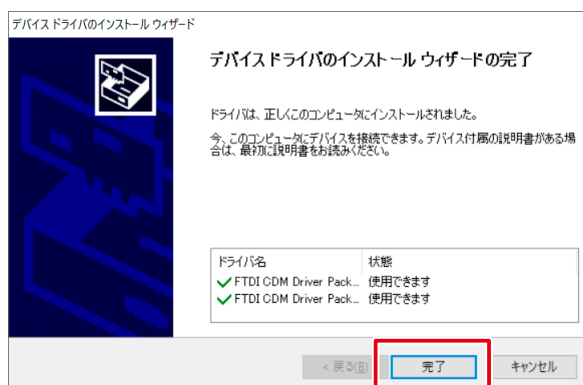 デバイス ドライバのインストール ウィザード
デバイス ドライバのインストール ウィザードの完了
ドライバは、正しくこのコンピュータにインストールされました。
今、このコンピュータにデバイスを接続できます。デバイス付属の説明書がある場
合は、最初に説明書をお読みください。
ドライバ名 状態
FTDI CDM Driver Pack... 使用できます
FTDI CDM Driver Pack... 使用できます
< 戻る(B) 完了 キャンセル